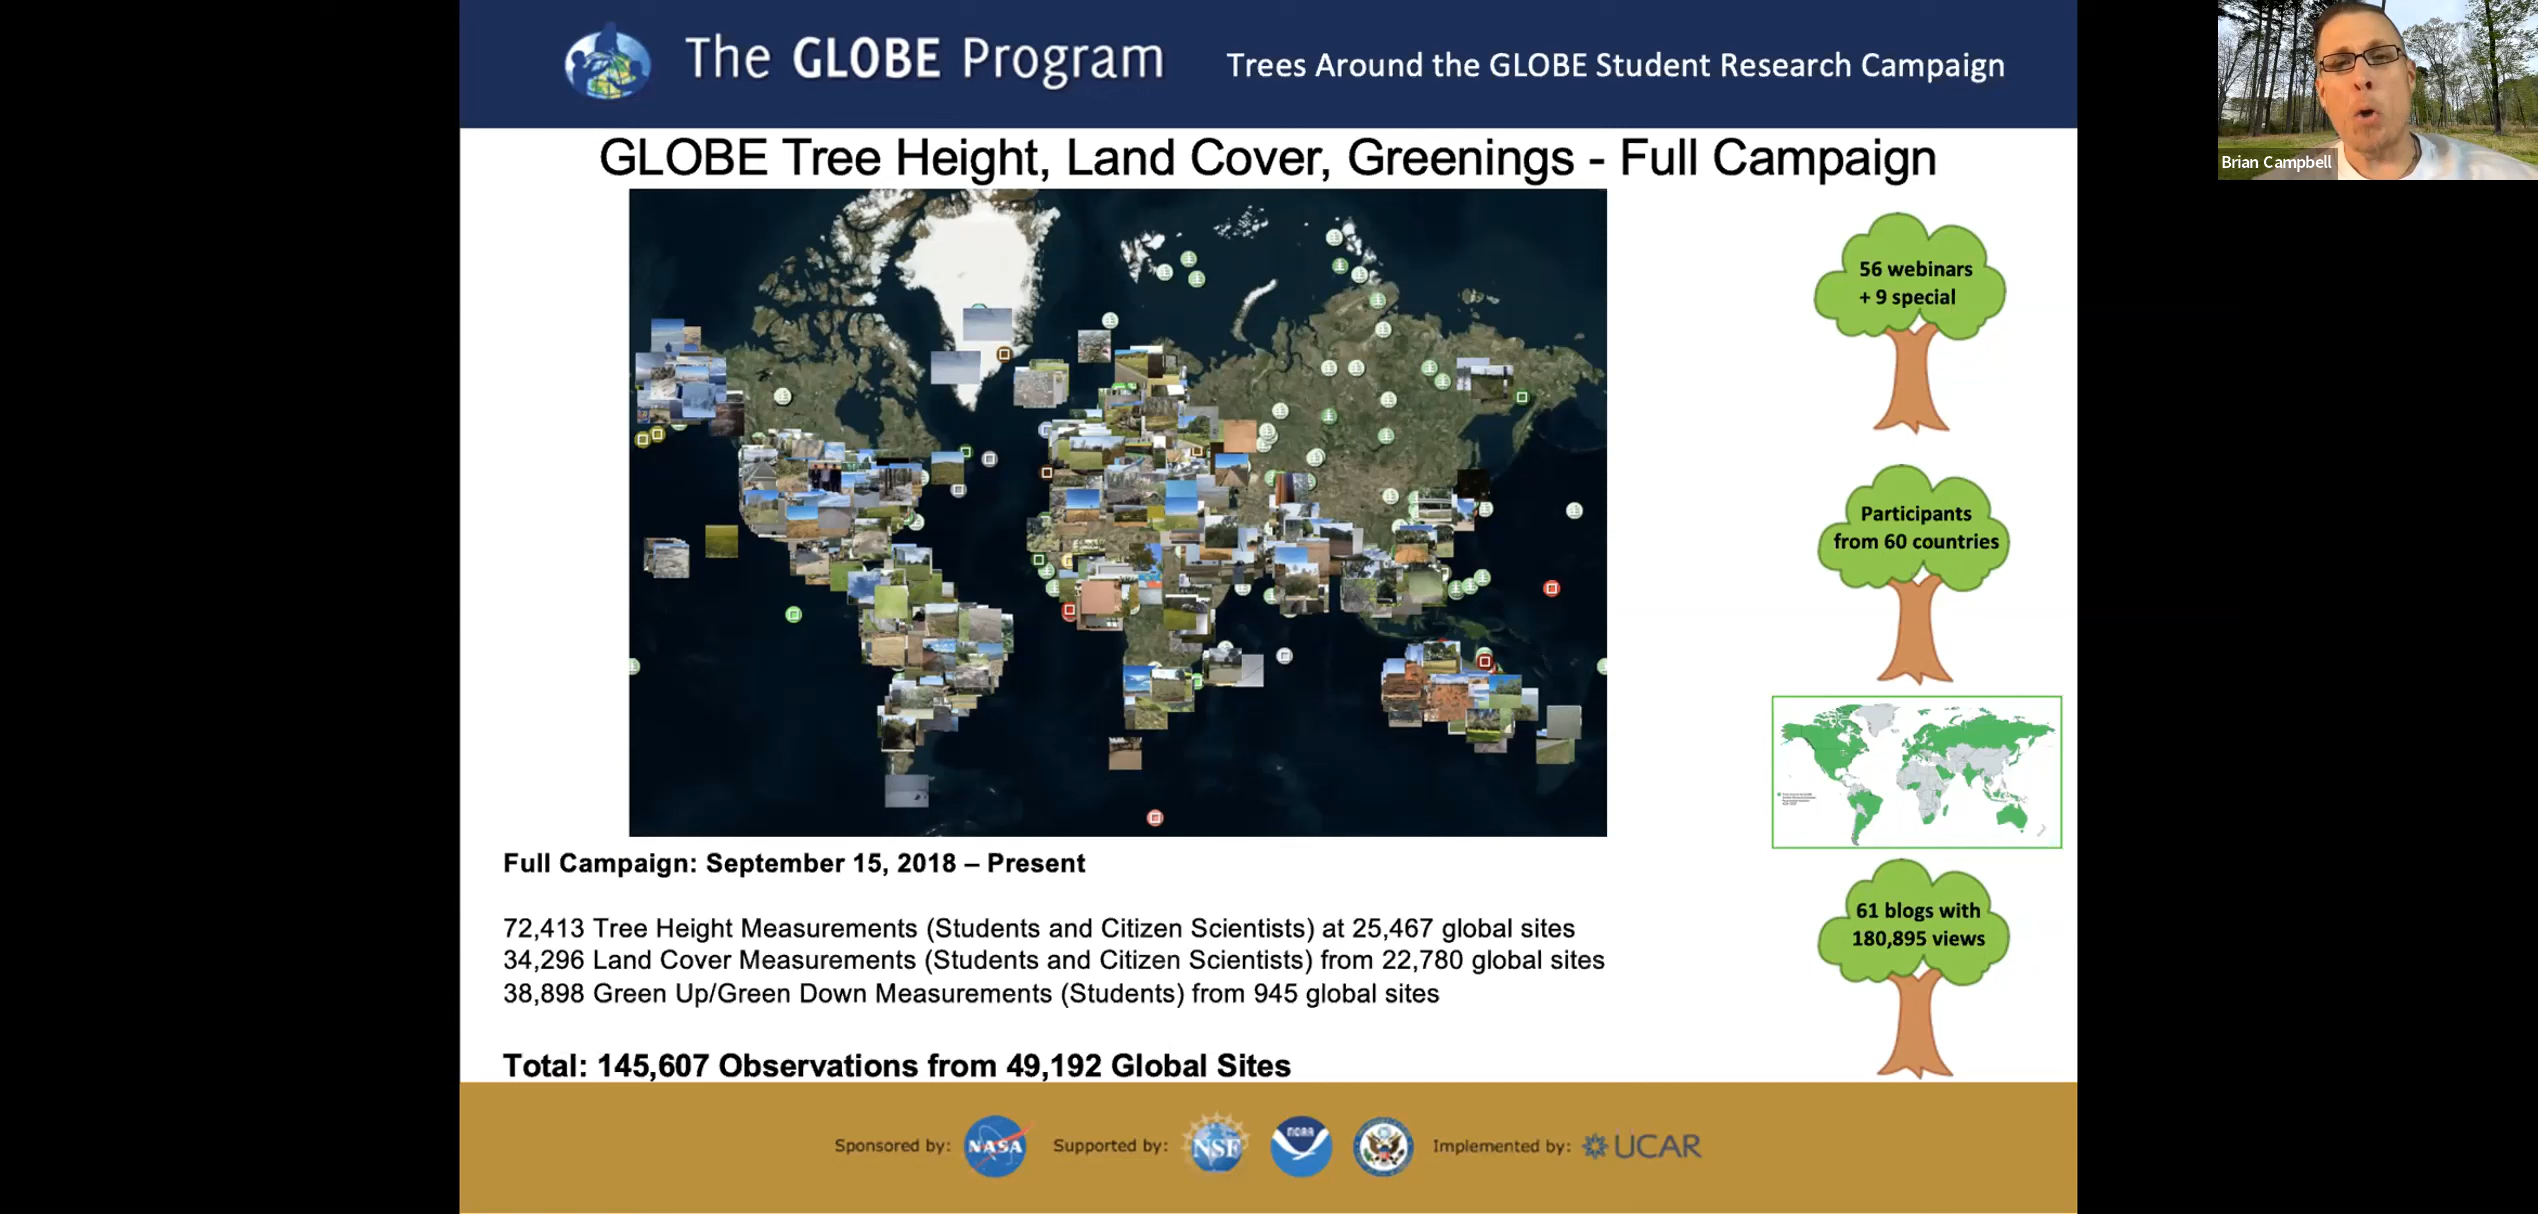 The GLOBE Program
Trees Around the GLOBE Student Research Campaign
Brian Campbell
GLOBE Tree Height, Land Cover, Greenings - Full Campaign
56 webinars
+ 9 special
Participants
from 60 countries
61 blogs with
180,895 views
Full Campaign: September 15, 2018 – Present
72,413 Tree Height Measurements (Students and Citizen Scientists) at 25,467 global sites
34,296 Land Cover Measurements (Students and Citizen Scientists) from 22,780 global sites
38,898 Green Up/Green Down Measurements (Students) from 945 global sites
Total: 145,607 Observations from 49,192 Global Sites
Sponsored by: NASA Supported by: NSF NOAA Implemented by: UCAR